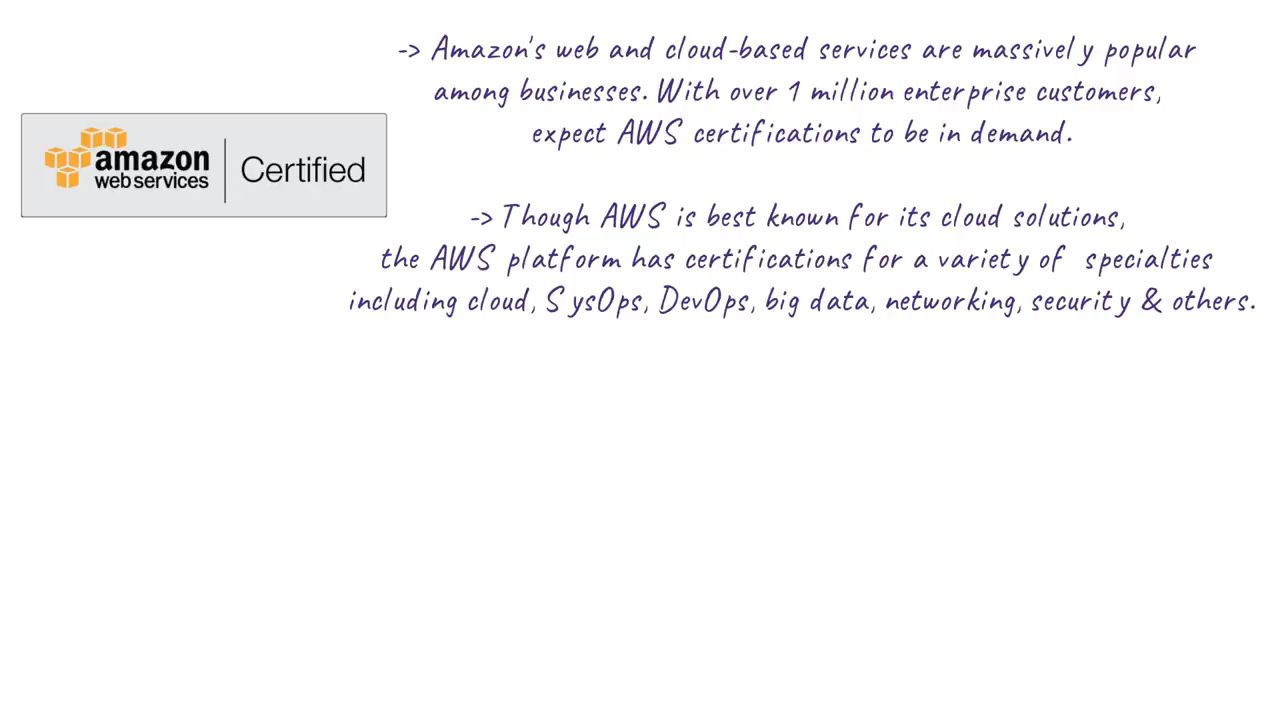 -> Amazon's web and cloud-based services are massively popular
among businesses. With over 1 million enterprise customers,
expect AWS certifications to be in demand.
amazon
web services
Certified
-> Though AWS is best known for its cloud solutions,
the AWS platform has certifications for a variety of specialties
including cloud, SysOps, DevOps, big data, networking, security & others.